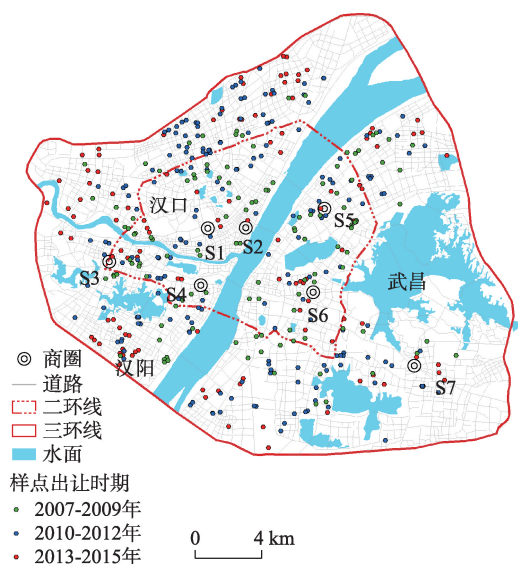 汉口
S1
S2
S5
S3
S4
S6
武昌
汉阳
S7
商圈
道路
二环线
三环线
水面
样点出让时期
2007-2009年
2010-2012年
2013-2015年
0 4 km